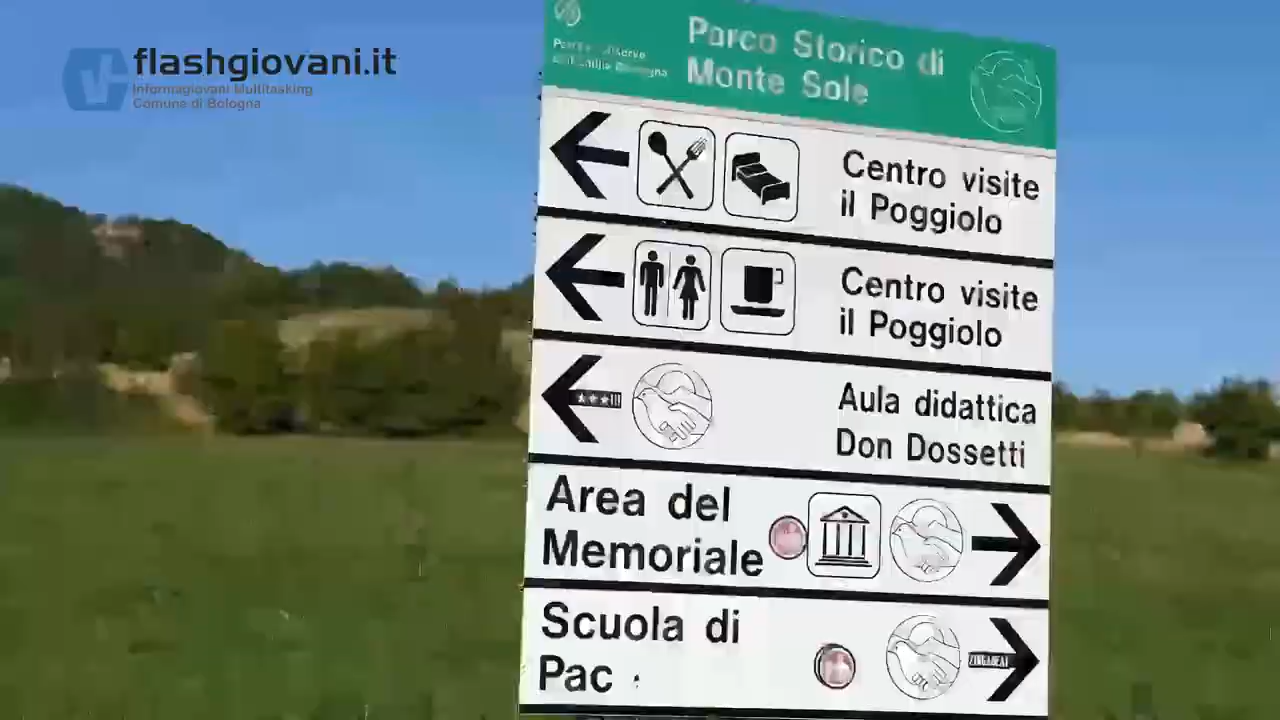 flashgiovani.it
Informagiovani Multitasking
Comune di Bologna
Parco Storico di
Monte Sole
Centro visite
il Poggiolo
Centro visite
il Poggiolo
Aula didattica
Don Dossetti
Area del
Memoriale
Scuola di
Pac